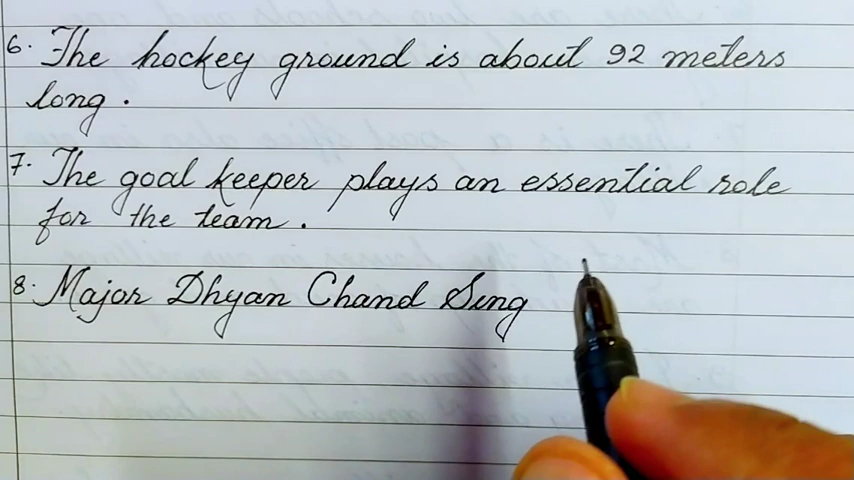 6. The hockey ground is about 92 meters
long.
7. The goal keeper plays an essential role
for the team.
8. Major Dhyan Chand Sing